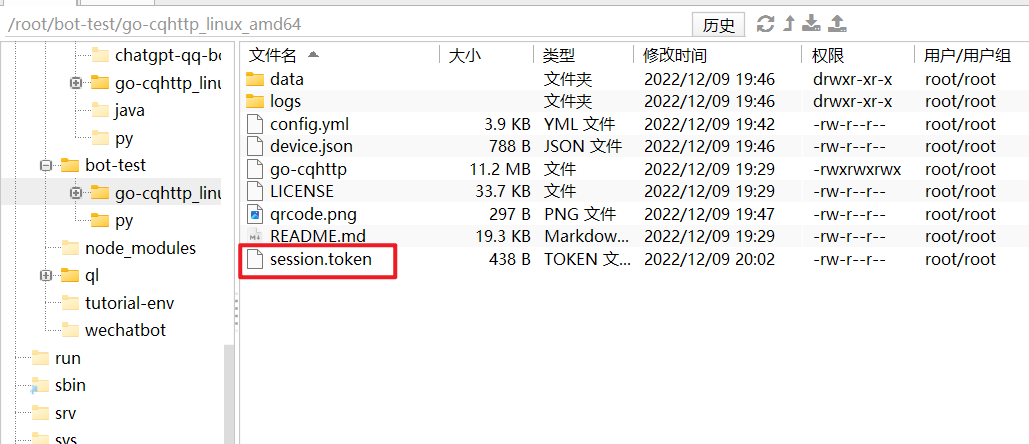 /root/bot-test/go-cqhttp_linux_amd64 历史
chatgpt-qq-bo
go-cqhttp_linu
java
py
bot-test
go-cqhttp_linu
py
node_modules
ql
tutorial-env
wechatbot
run
sbin
srv
sys
文件名 大小 类型 修改时间 权限 用户/用户组
data 文件夹 2022/12/09 19:46 drwxr-xr-x root/root
logs 文件夹 2022/12/09 19:46 drwxr-xr-x root/root
config.yml 3.9 KB YML 文件 2022/12/09 19:42 -rw-r--r-- root/root
device.json 788 B JSON 文件 2022/12/09 19:46 -rw-r--r-- root/root
go-cqhttp 11.2 MB 文件 2022/12/09 19:29 -rwxrwxrwx root/root
LICENSE 33.7 KB 文件 2022/12/09 19:29 -rw-r--r-- root/root
qrcode.png 297 B PNG 文件 2022/12/09 19:47 -rw-r--r-- root/root
README.md 19.3 KB Markdow... 2022/12/09 19:29 -rw-r--r-- root/root
session.token 438 B TOKEN 文... 2022/12/09 20:02 -rw-r--r-- root/root